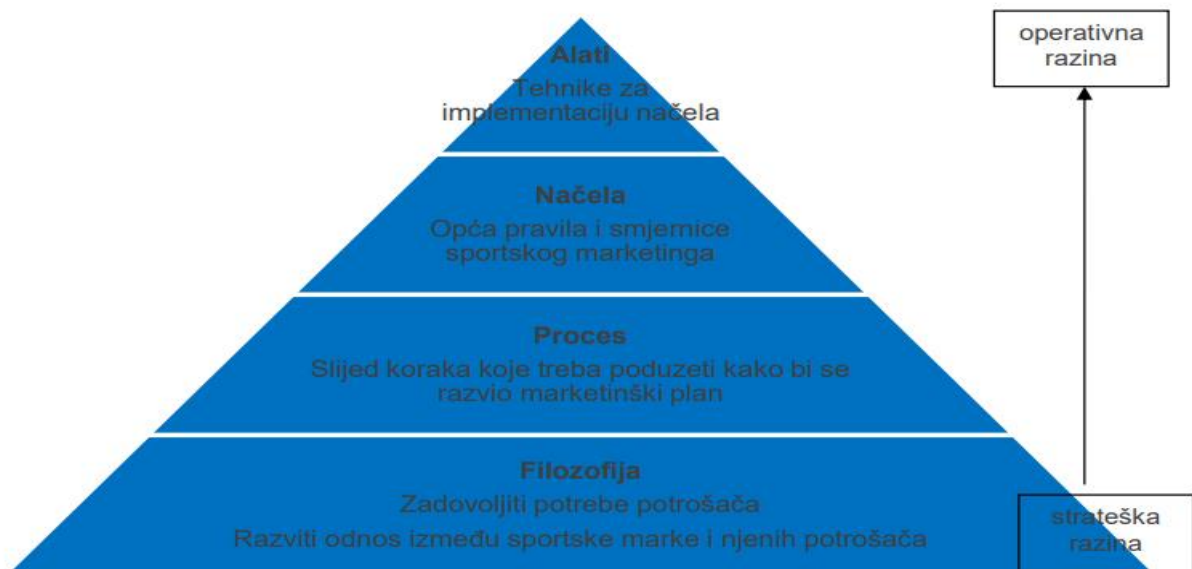 Alati
Tehnike za
implementaciju načela
Načela
Opća pravila i smjernice
sportskog marketinga
Proces
Slijed koraka koje treba poduzeti kako bi se
razvio marketinški plan
Filozofija
Zadovoljiti potrebe potrošača
Razviti odnos između sportske marke i njenih potrošača
operativna
razina
strateška
razina